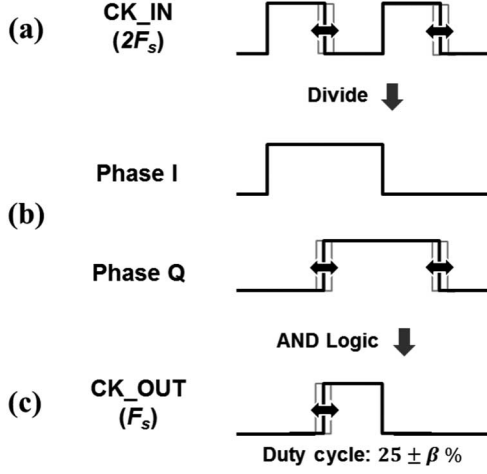 (a)
CK_IN
(2Fs)
Divide
Phase I
(b)
Phase Q
AND Logic
(c)
CK_OUT
(Fs)
Duty cycle: 25 ± β %